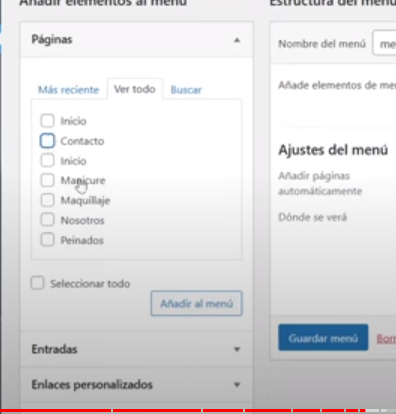 Añadir elementos al menú
Estructura del menú
Páginas
Nombre del menú
me
Más reciente
Ver todo
Buscar
Añade elementos de me
Inicio
Contacto
Inicio
Manicure
Maquillaje
Nosotros
Peinados
Ajustes del menú
Añadir páginas
automáticamente
Dónde se verá
Seleccionar todo
Añadir al menú
Guardar menú
Borr
Entradas
Enlaces personalizados